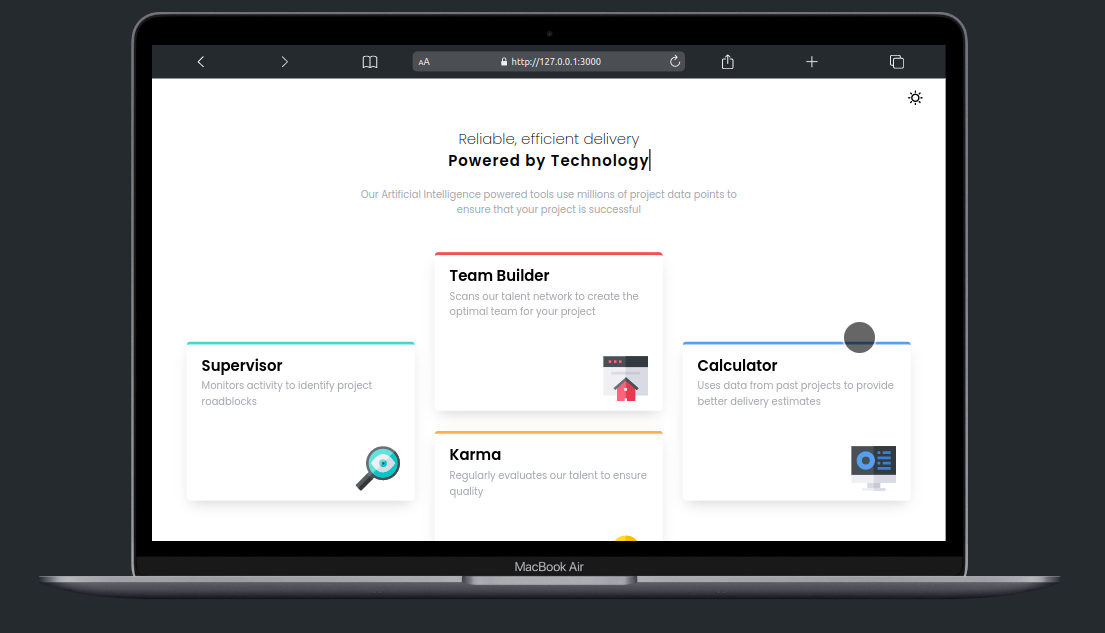 AA
http://127.0.0.1:3000
Reliable, efficient delivery
Powered by Technology
Our Artificial Intelligence powered tools use millions of project data points to
ensure that your project is successful
Team Builder
Scans our talent network to create the
optimal team for your project
Supervisor
Monitors activity to identify project
roadblocks
Calculator
Uses data from past projects to provide
better delivery estimates
Karma
Regularly evaluates our talent to ensure
quality
MacBook Air